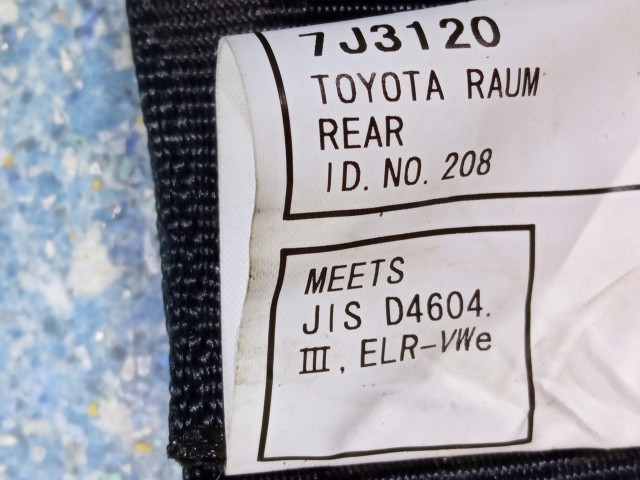 7J3120
TOYOTA RAUM
REAR
ID. NO. 208
MEETS
JIS D4604.
III, ELR-VWe